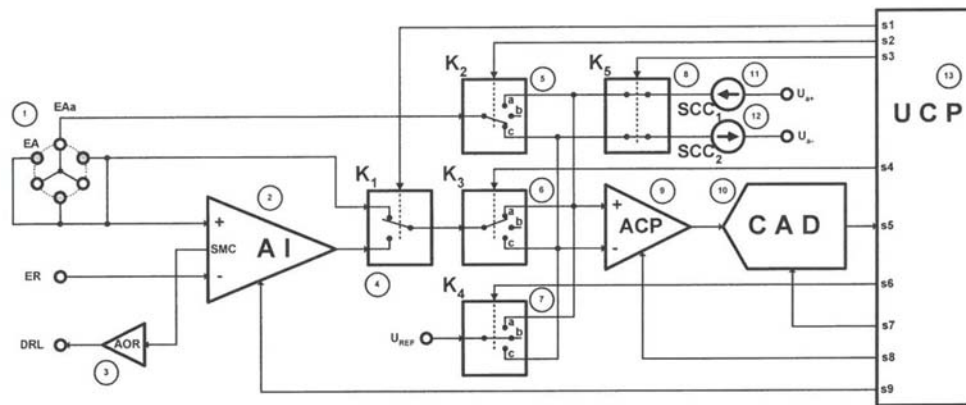 s1
s2
s3
K2
5
K5
8
11
13
1
EAa
a
b
c
SCC1
Ua+
UCP
EA
12
SCC2
Ua-
K1
K3
6
s4
2
a
b
c
9
10
+
SMC
-
AI
+
-
ACP
CAD
s5
ER
4
K4
7
s6
a
b
c
UREF
DRL
AOR
3
s7
s8
s9